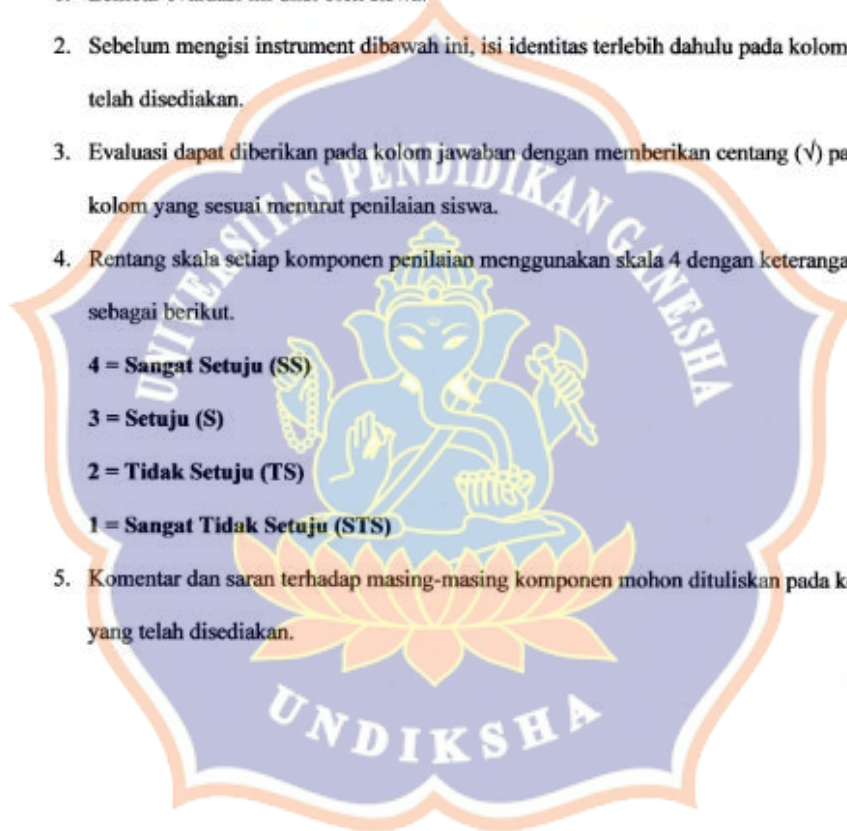 2. Sebelum mengisi instrument dibawah ini, isi identitas terlebih dahulu pada kolom
telah disediakan.
3. Evaluasi dapat diberikan pada kolom jawaban dengan memberikan centang (√) pa
kolom yang sesuai menurut penilaian siswa.
4. Rentang skala setiap komponen penilaian menggunakan skala 4 dengan keteranga
sebagai berikut.
4 = Sangat Setuju (SS)
3 = Setuju (S)
2 = Tidak Setuju (TS)
1 = Sangat Tidak Setuju (STS)
5. Komentar dan saran terhadap masing-masing komponen mohon dituliskan pada k
yang telah disediakan.
UNIVERSITAS PENDIDIKAN GANESHA
UNDIKSHA